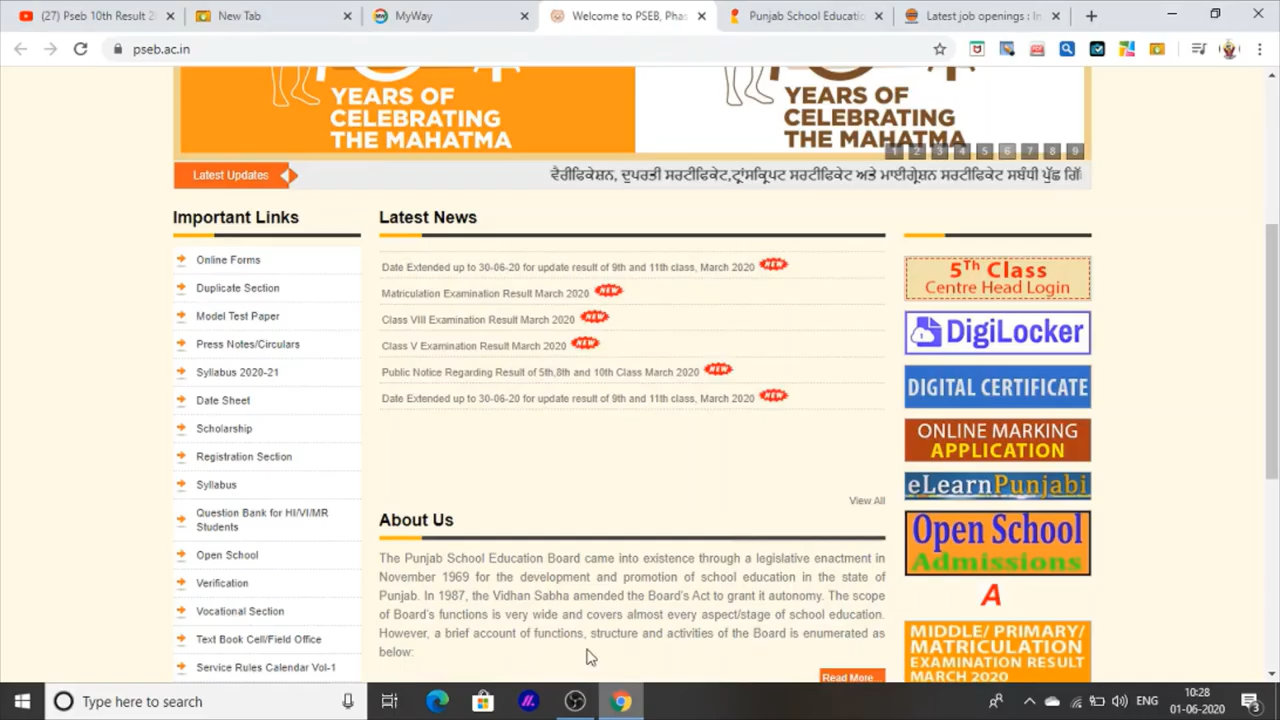 (27) Pseb 10th Result 2
New Tab
MyWay
Welcome to PSEB, Phas
Punjab School Educatio
Latest job openings : In
pseb.ac.in
YEARS OF
CELEBRATING
THE MAHATMA
YEARS OF
CELEBRATING
THE MAHATMA
1 2 3 4 5 6 7 8 9
Latest Updates
ਵੈਰੀਫਿਕੇਸ਼ਨ, ਦੁਪਰਤੀ ਸਰਟੀਫਿਕੇਟ,ਟ੍ਰਾਂਸਕ੍ਰਿਪਟ ਸਰਟੀਫਿਕੇਟ ਅਤੇ ਮਾਈਗ੍ਰੇਸ਼ਨ ਸਰਟੀਫਿਕੇਟ ਸਬੰਧੀ ਪੁੱਛ ਗਿੱ
Important Links
Online Forms
Duplicate Section
Model Test Paper
Press Notes/Circulars
Syllabus 2020-21
Date Sheet
Scholarship
Registration Section
Syllabus
Question Bank for HI/VI/MR
Students
Open School
Verification
Vocational Section
Text Book Cell/Field Office
Service Rules Calendar Vol-1
Latest News
Date Extended up to 30-06-20 for update result of 9th and 11th class, March 2020 NEW
Matriculation Examination Result March 2020 NEW
Class VIII Examination Result March 2020 NEW
Class V Examination Result March 2020 NEW
Public Notice Regarding Result of 5th,8th and 10th Class March 2020 NEW
Date Extended up to 30-06-20 for update result of 9th and 11th class, March 2020 NEW
View All
About Us
The Punjab School Education Board came into existence through a legislative enactment in
November 1969 for the development and promotion of school education in the state of
Punjab. In 1987, the Vidhan Sabha amended the Board's Act to grant it autonomy. The scope
of Board's functions is very wide and covers almost every aspect/stage of school education.
However, a brief account of functions, structure and activities of the Board is enumerated as
below:
Read More
5Th Class
Centre Head Login
DigiLocker
DIGITAL CERTIFICATE
ONLINE MARKING
APPLICATION
eLearnPunjabi
Open School
Admissions
A
MIDDLE/ PRIMARY/
MATRICULATION
EXAMINATION RESULT
MARCH 2020
Type here to search
ENG
10:28
01-06-2020
3